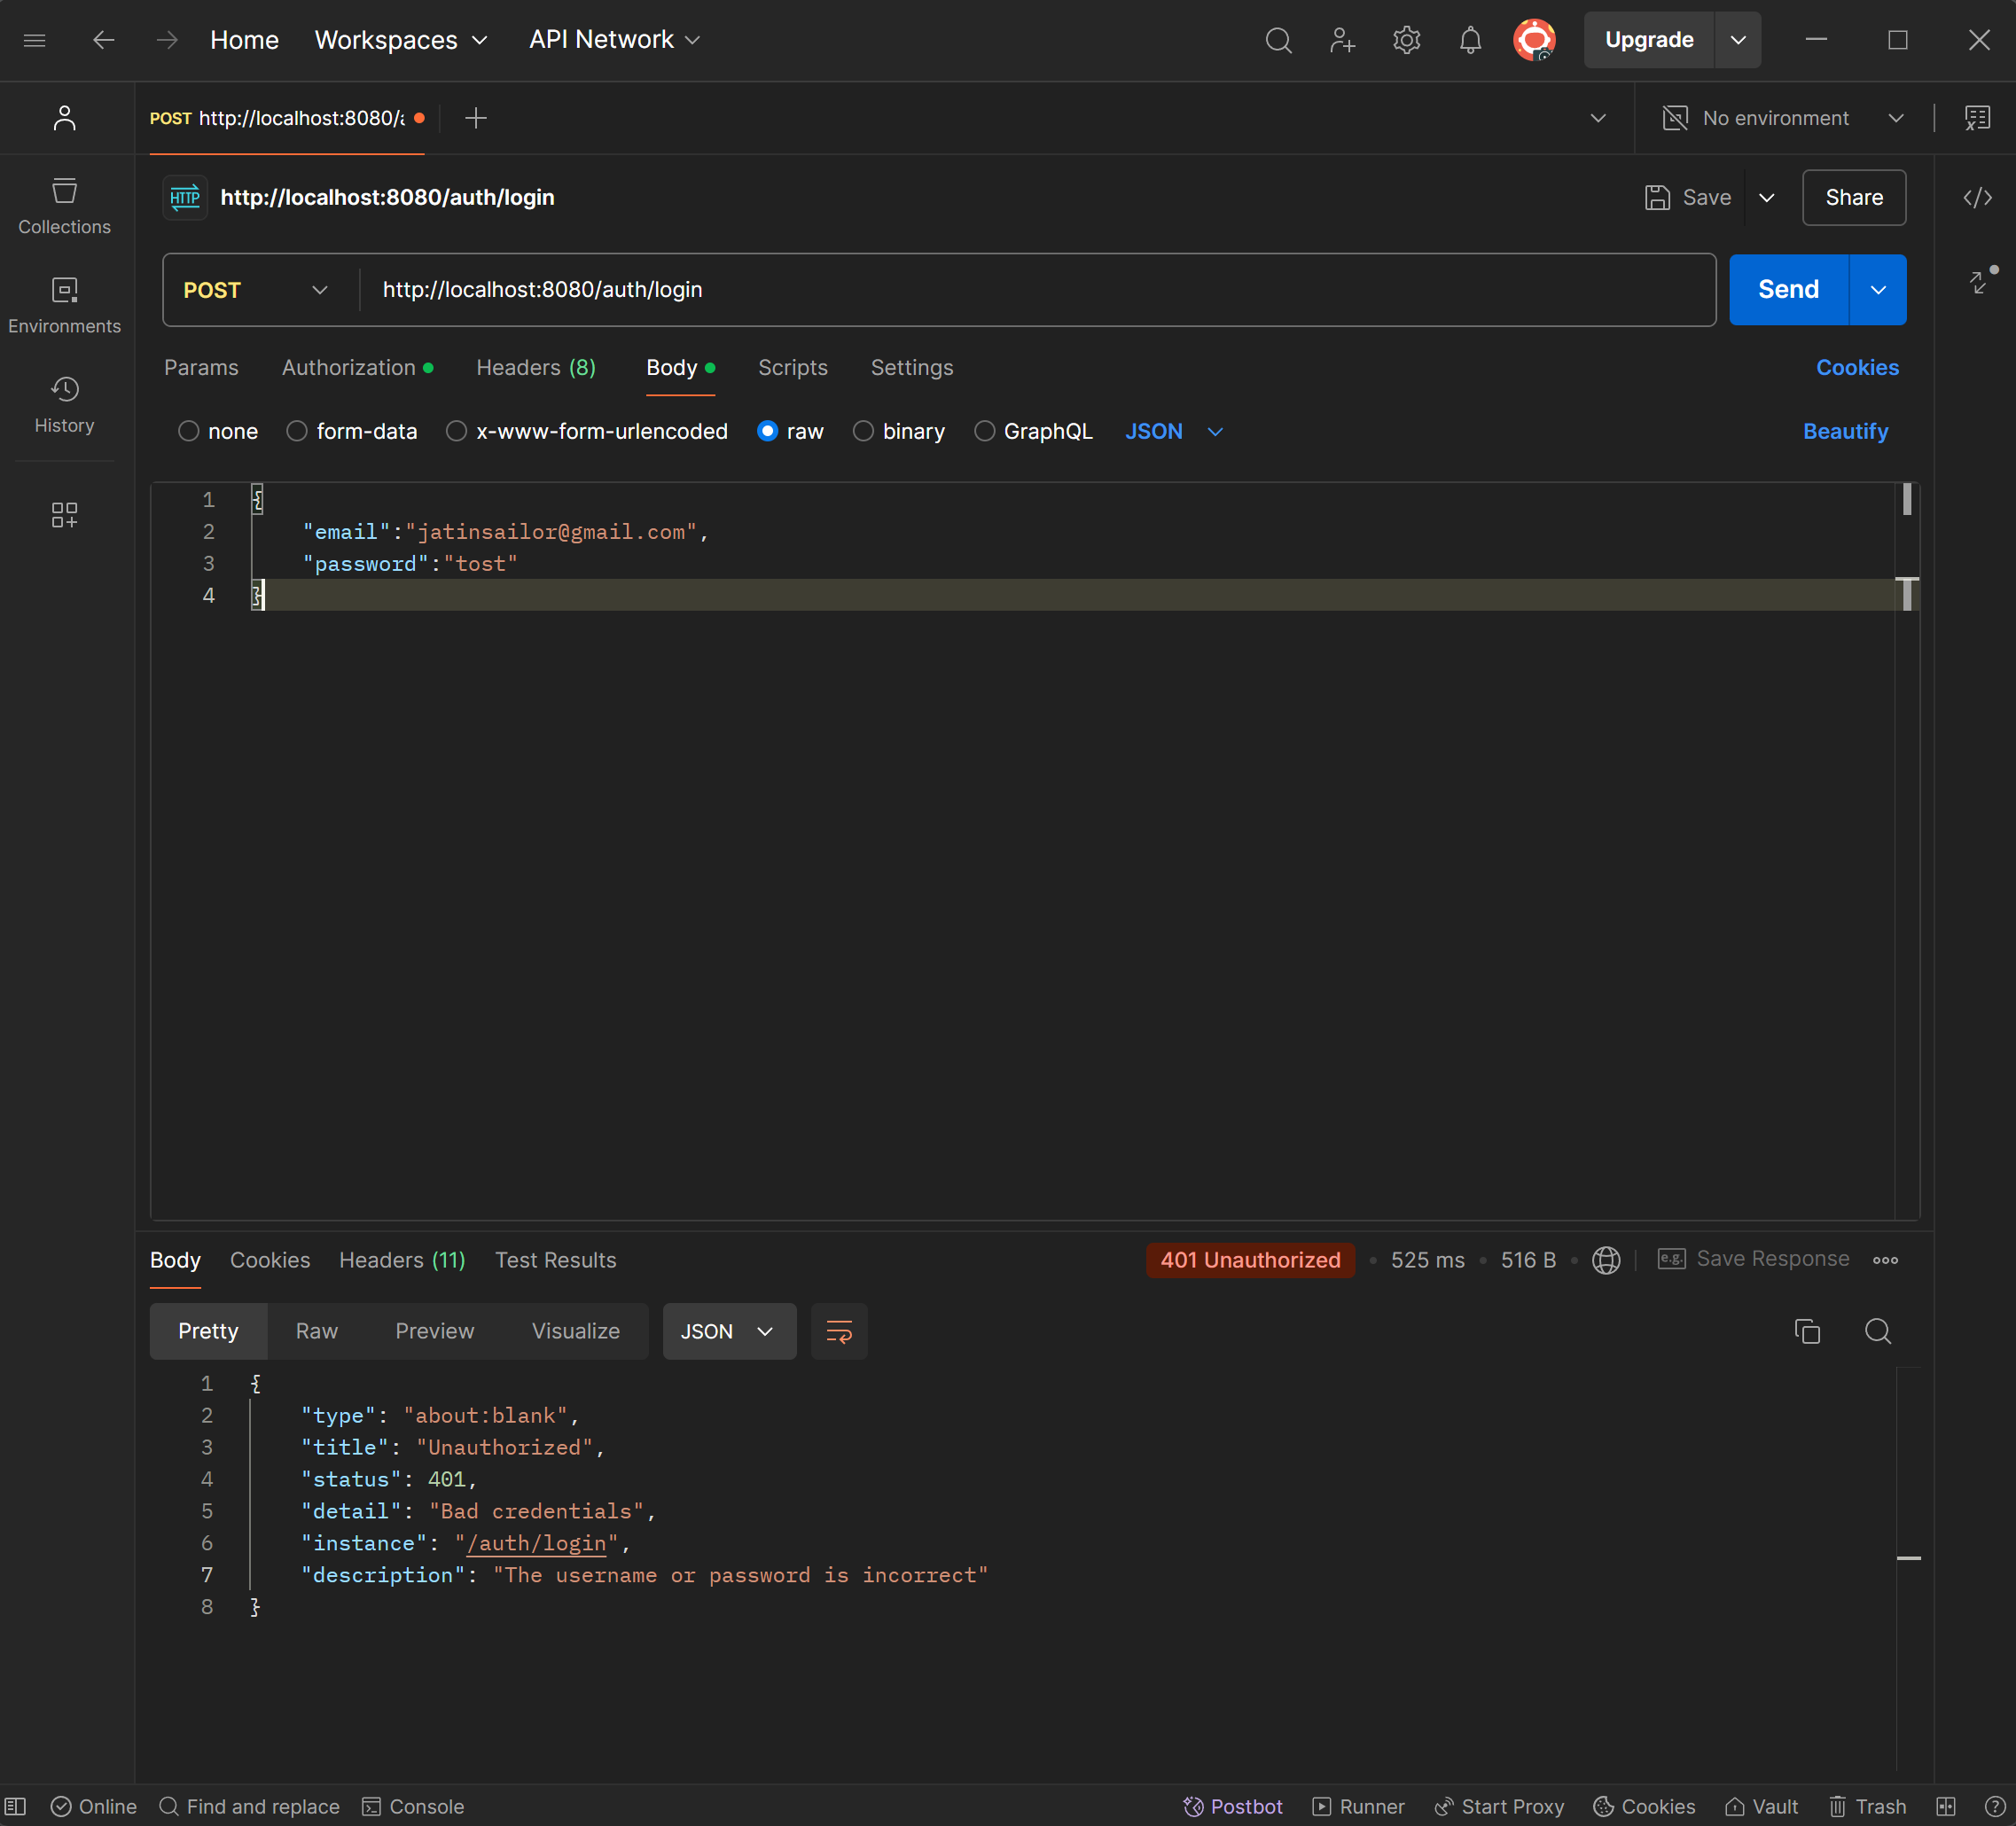 Home Workspaces API Network Upgrade
POST http://localhost:8080/a No environment
HTTP http://localhost:8080/auth/login Save Share
Collections
Environments
History
POST http://localhost:8080/auth/login Send
Params Authorization Headers (8) Body Scripts Settings Cookies
none form-data x-www-form-urlencoded raw binary GraphQL JSON Beautify
1 {
2 "email":"jatinsailor@gmail.com",
3 "password":"tost"
4 }
Body Cookies Headers (11) Test Results 401 Unauthorized • 525 ms • 516 B • e.g. Save Response
Pretty Raw Preview Visualize JSON
1 {
2 "type": "about:blank",
3 "title": "Unauthorized",
4 "status": 401,
5 "detail": "Bad credentials",
6 "instance": "/auth/login",
7 "description": "The username or password is incorrect"
8 }
Online Find and replace Console Postbot Runner Start Proxy Cookies Vault Trash